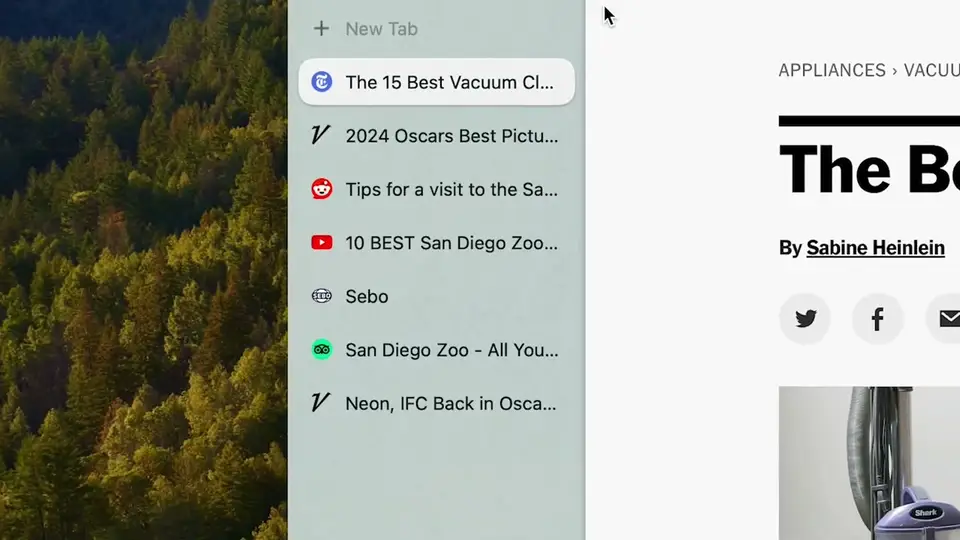 New Tab
The 15 Best Vacuum Cl...
2024 Oscars Best Pictu...
Tips for a visit to the Sa...
10 BEST San Diego Zoo...
SEBO
Sebo
San Diego Zoo - All You...
Neon, IFC Back in Osca...
APPLIANCES › VACUU
The Be
By Sabine Heinlein
Shark